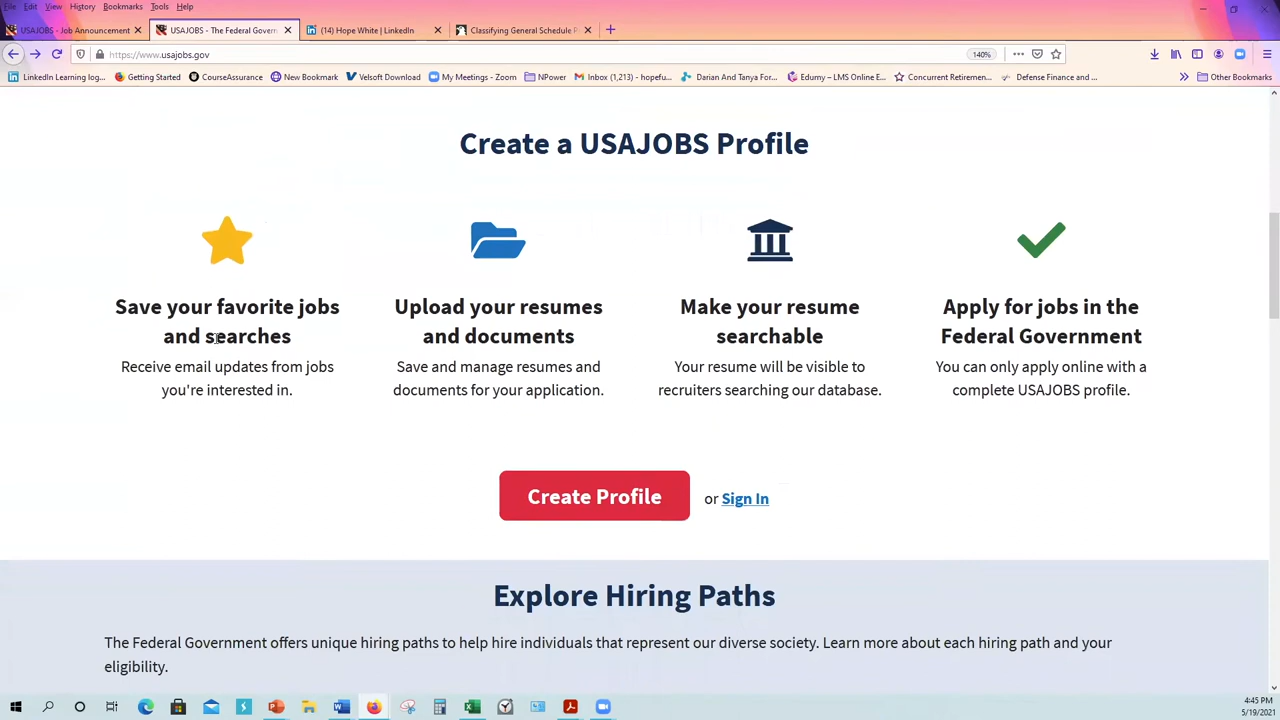 File Edit View History Bookmarks Tools Help
USAJOBS - Job Announcement
USAJOBS - The Federal Govern
(14) Hope White | LinkedIn
Classifying General Schedule P
https://www.usajobs.gov
140%
LinkedIn Learning log...
Getting Started
CourseAssurance
New Bookmark
Velsoft Download
My Meetings - Zoom
NPower
Inbox (1,213) - hopefu...
Darian And Tanya For...
Edumy – LMS Online E...
Concurrent Retiremen...
Defense Finance and ...
Other Bookmarks
Create a USAJOBS Profile
Save your favorite jobs
and searches
Receive email updates from jobs
you're interested in.
Upload your resumes
and documents
Save and manage resumes and
documents for your application.
Make your resume
searchable
Your resume will be visible to
recruiters searching our database.
Apply for jobs in the
Federal Government
You can only apply online with a
complete USAJOBS profile.
Create Profile
or Sign In
Explore Hiring Paths
The Federal Government offers unique hiring paths to help hire individuals that represent our diverse society. Learn more about each hiring path and your
eligibility.
4:45 PM
5/19/2021